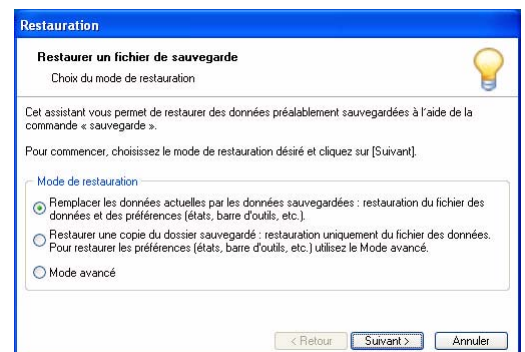 Restauration
Restaurer un fichier de sauvegarde
Choix du mode de restauration
Cet assistant vous permet de restaurer des données préalablement sauvegardées à l'aide de la
commande « sauvegarde ».
Pour commencer, choisissez le mode de restauration désiré et cliquez sur [Suivant].
Mode de restauration
Remplacer les données actuelles par les données sauvegardées : restauration du fichier des
données et des préférences (états, barre d'outils, etc.).
Restaurer une copie du dossier sauvegardé : restauration uniquement du fichier des données.
Pour restaurer les préférences (états, barre d'outils, etc.) utilisez le Mode avancé.
Mode avancé
< Retour Suivant > Annuler